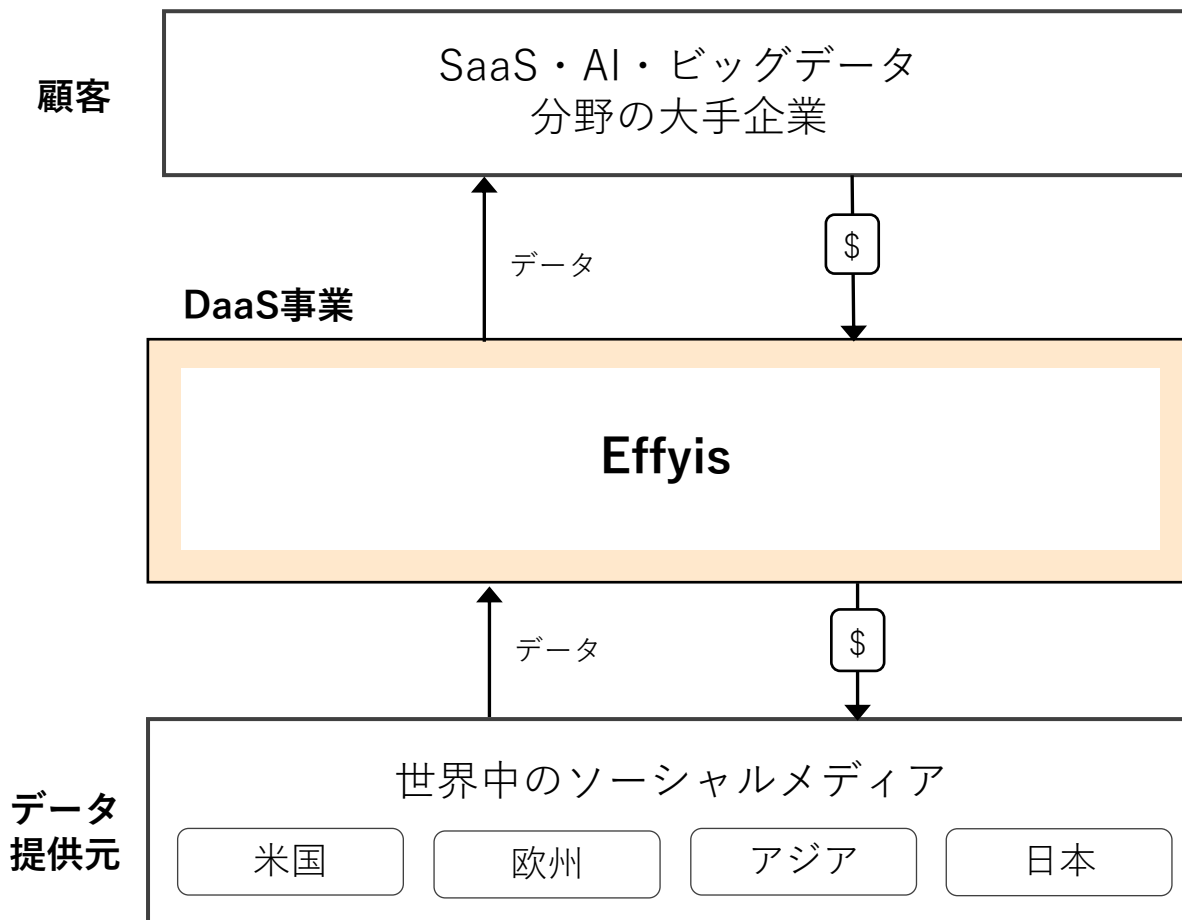 顧客
SaaS・AI・ビッグデータ
分野の大手企業
データ
$
DaaS事業
Effyis
データ
$
データ
提供元
世界中のソーシャルメディア
米国
欧州
アジア
日本